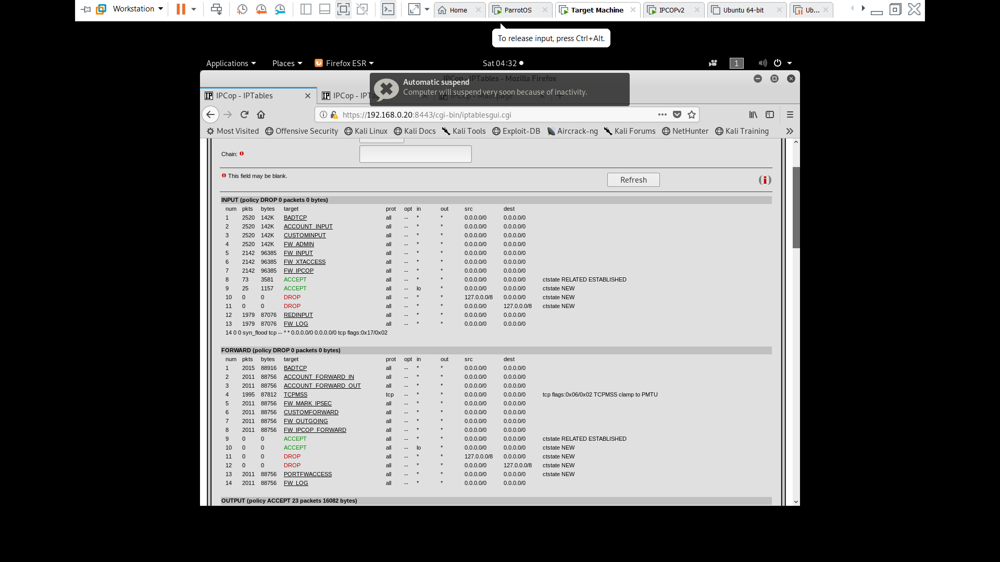 Workstation
Home
ParrotOS
Target Machine
IPCOPv2
Ubuntu 64-bit
Ub...
To release input, press Ctrl+Alt.
Applications Places Firefox ESR Sat 04:32 1
IPCop - IPTables - Mozilla Firefox
Automatic suspend
Computer will suspend very soon because of inactivity.
IPCop - IPTables
IPCop - IPTables
IPCop - Main page
https://192.168.0.20:8443/cgi-bin/iptablesgui.cgi
Most Visited Offensive Security Kali Linux Kali Docs Kali Tools Exploit-DB Aircrack-ng Kali Forums NetHunter Kali Training
Chain:
This field may be blank.
Refresh
INPUT (policy DROP 0 packets 0 bytes)
num pkts bytes target prot opt in out src dest
1 2520 142K BADTCP all -- * * 0.0.0.0/0 0.0.0.0/0
2 2520 142K ACCOUNT_INPUT all -- * * 0.0.0.0/0 0.0.0.0/0
3 2520 142K CUSTOMINPUT all -- * * 0.0.0.0/0 0.0.0.0/0
4 2520 142K FW_ADMIN all -- * * 0.0.0.0/0 0.0.0.0/0
5 2142 96385 FW_INPUT all -- * * 0.0.0.0/0 0.0.0.0/0
6 2142 96385 FW_XTACCESS all -- * * 0.0.0.0/0 0.0.0.0/0
7 2142 96385 FW_IPCOP all -- * * 0.0.0.0/0 0.0.0.0/0
8 73 3581 ACCEPT all -- * * 0.0.0.0/0 0.0.0.0/0 ctstate RELATED ESTABLISHED
9 25 1157 ACCEPT all -- lo * 0.0.0.0/0 0.0.0.0/0 ctstate NEW
10 0 0 DROP all -- * * 127.0.0.0/8 0.0.0.0/0 ctstate NEW
11 0 0 DROP all -- * * 0.0.0.0/0 127.0.0.0/8 ctstate NEW
12 1979 87076 REDINPUT all -- * * 0.0.0.0/0 0.0.0.0/0
13 1979 87076 FW_LOG all -- * * 0.0.0.0/0 0.0.0.0/0
14 0 0 syn_flood tcp -- * * 0.0.0.0/0 0.0.0.0/0 tcp flags:0x17/0x02
FORWARD (policy DROP 0 packets 0 bytes)
num pkts bytes target prot opt in out src dest
1 2015 88916 BADTCP all -- * * 0.0.0.0/0 0.0.0.0/0
2 2011 88756 ACCOUNT_FORWARD_IN all -- * * 0.0.0.0/0 0.0.0.0/0
3 2011 88756 ACCOUNT_FORWARD_OUT all -- * * 0.0.0.0/0 0.0.0.0/0
4 1995 87812 TCPMSS tcp -- * * 0.0.0.0/0 0.0.0.0/0 tcp flags:0x06/0x02 TCPMSS clamp to PMTU
5 2011 88756 FW_MARK_IPSEC all -- * * 0.0.0.0/0 0.0.0.0/0
6 2011 88756 CUSTOMFORWARD all -- * * 0.0.0.0/0 0.0.0.0/0
7 2011 88756 FW_OUTGOING all -- * * 0.0.0.0/0 0.0.0.0/0
8 2011 88756 FW_IPCOP_FORWARD all -- * * 0.0.0.0/0 0.0.0.0/0
9 0 0 ACCEPT all -- * * 0.0.0.0/0 0.0.0.0/0 ctstate RELATED ESTABLISHED
10 0 0 ACCEPT all -- lo * 0.0.0.0/0 0.0.0.0/0 ctstate NEW
11 0 0 DROP all -- * * 127.0.0.0/8 0.0.0.0/0 ctstate NEW
12 0 0 DROP all -- * * 0.0.0.0/0 127.0.0.0/8 ctstate NEW
13 2011 88756 PORTFWACCESS all -- * * 0.0.0.0/0 0.0.0.0/0 ctstate NEW
14 2011 88756 FW_LOG all -- * * 0.0.0.0/0 0.0.0.0/0
OUTPUT (policy ACCEPT 23 packets 16082 bytes)